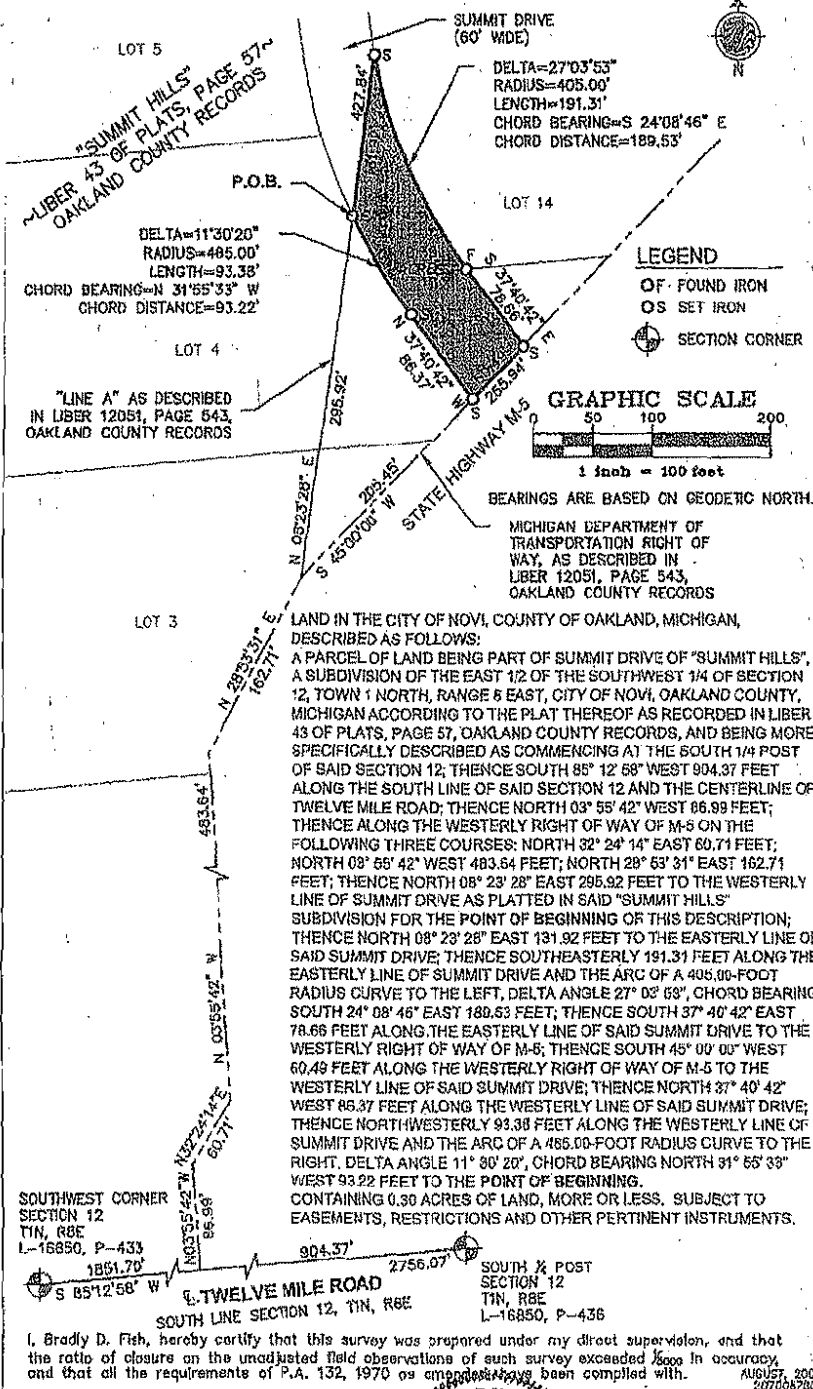 SUMMIT DRIVE
(60' WIDE)
LOT 5
N
DELTA=27°03'53"
RADIUS=405.00'
LENGTH=191.31'
CHORD BEARING=S 24°08'46" E
CHORD DISTANCE=189.53'
"SUMMIT HILLS"
~LIBER 43 OF PLATS, PAGE 57~
OAKLAND COUNTY RECORDS
S
427.84'
P.O.B.
LOT 14
DELTA=11°30'20"
RADIUS=465.00'
LENGTH=93.38'
CHORD BEARING=N 31°55'33" W
CHORD DISTANCE=93.22'
F
S 37°40'42" E
78.66'
LEGEND
OF FOUND IRON
OS SET IRON
SECTION CORNER
LOT 4
N 37°40'42" W
86.37'
S
S
255.94'
"LINE A" AS DESCRIBED
IN LIBER 12051, PAGE 543,
OAKLAND COUNTY RECORDS
295.92'
GRAPHIC SCALE
0 50 100 200
1 inch = 100 feet
N 08°23'28" E
S 45°00'00" W
STATE HIGHWAY M-5
BEARINGS ARE BASED ON GEODETIC NORTH.
MICHIGAN DEPARTMENT OF
TRANSPORTATION RIGHT OF
WAY, AS DESCRIBED IN
LIBER 12051, PAGE 543,
OAKLAND COUNTY RECORDS
LOT 3
N 28°53'31" E
162.71'
LAND IN THE CITY OF NOVI, COUNTY OF OAKLAND, MICHIGAN,
DESCRIBED AS FOLLOWS:
A PARCEL OF LAND BEING PART OF SUMMIT DRIVE OF "SUMMIT HILLS",
A SUBDIVISION OF THE EAST 1/2 OF THE SOUTHWEST 1/4 OF SECTION
12, TOWN 1 NORTH, RANGE 8 EAST, CITY OF NOVI, OAKLAND COUNTY,
MICHIGAN ACCORDING TO THE PLAT THEREOF AS RECORDED IN LIBER
43 OF PLATS, PAGE 57, OAKLAND COUNTY RECORDS, AND BEING MORE
SPECIFICALLY DESCRIBED AS COMMENCING AT THE SOUTH 1/4 POST
OF SAID SECTION 12; THENCE SOUTH 85° 12' 58" WEST 904.37 FEET
ALONG THE SOUTH LINE OF SAID SECTION 12 AND THE CENTERLINE OF
TWELVE MILE ROAD; THENCE NORTH 03° 55' 42" WEST 86.99 FEET;
THENCE ALONG THE WESTERLY RIGHT OF WAY OF M-5 ON THE
FOLLOWING THREE COURSES: NORTH 32° 24' 14" EAST 60.71 FEET;
NORTH 03° 55' 42" WEST 483.64 FEET; NORTH 28° 53' 31" EAST 162.71
FEET; THENCE NORTH 08° 23' 28" EAST 295.92 FEET TO THE WESTERLY
LINE OF SUMMIT DRIVE AS PLATTED IN SAID "SUMMIT HILLS"
SUBDIVISION FOR THE POINT OF BEGINNING OF THIS DESCRIPTION;
THENCE NORTH 08° 23' 28" EAST 131.92 FEET TO THE EASTERLY LINE OF
SAID SUMMIT DRIVE; THENCE SOUTHEASTERLY 191.31 FEET ALONG THE
EASTERLY LINE OF SUMMIT DRIVE AND THE ARC OF A 405.00-FOOT
RADIUS CURVE TO THE LEFT, DELTA ANGLE 27° 03' 53", CHORD BEARING
SOUTH 24° 08' 46" EAST 189.53 FEET; THENCE SOUTH 37° 40' 42" EAST
78.66 FEET ALONG THE EASTERLY LINE OF SAID SUMMIT DRIVE TO THE
WESTERLY RIGHT OF WAY OF M-5; THENCE SOUTH 45° 00' 00" WEST
60.49 FEET ALONG THE WESTERLY RIGHT OF WAY OF M-5 TO THE
WESTERLY LINE OF SAID SUMMIT DRIVE; THENCE NORTH 37° 40' 42"
WEST 86.37 FEET ALONG THE WESTERLY LINE OF SAID SUMMIT DRIVE;
THENCE NORTHWESTERLY 93.38 FEET ALONG THE WESTERLY LINE OF
SUMMIT DRIVE AND THE ARC OF A 465.00-FOOT RADIUS CURVE TO THE
RIGHT, DELTA ANGLE 11° 30' 20", CHORD BEARING NORTH 31° 55' 33"
WEST 93.22 FEET TO THE POINT OF BEGINNING.
CONTAINING 0.30 ACRES OF LAND, MORE OR LESS. SUBJECT TO
EASEMENTS, RESTRICTIONS AND OTHER PERTINENT INSTRUMENTS.
483.64'
N 03°55'42" W
N32°24'14"E
60.71'
N03°55'42"W
86.99'
SOUTHWEST CORNER
SECTION 12
T1N, R8E
L-16850, P-433
1851.70'
904.37'
2756.07'
S 85°12'58" W
TWELVE MILE ROAD
SOUTH LINE SECTION 12, T1N, R8E
SOUTH ¼ POST
SECTION 12
T1N, R8E
L-16850, P-436
I, Bradly D. Fish, hereby certify that this survey was prepared under my direct supervision, and that
the ratio of closure on the unadjusted field observations of such survey exceeded 1/5000 in accuracy,
and that all the requirements of P.A. 132, 1970 as amended have been complied with.
AUGUST, 200